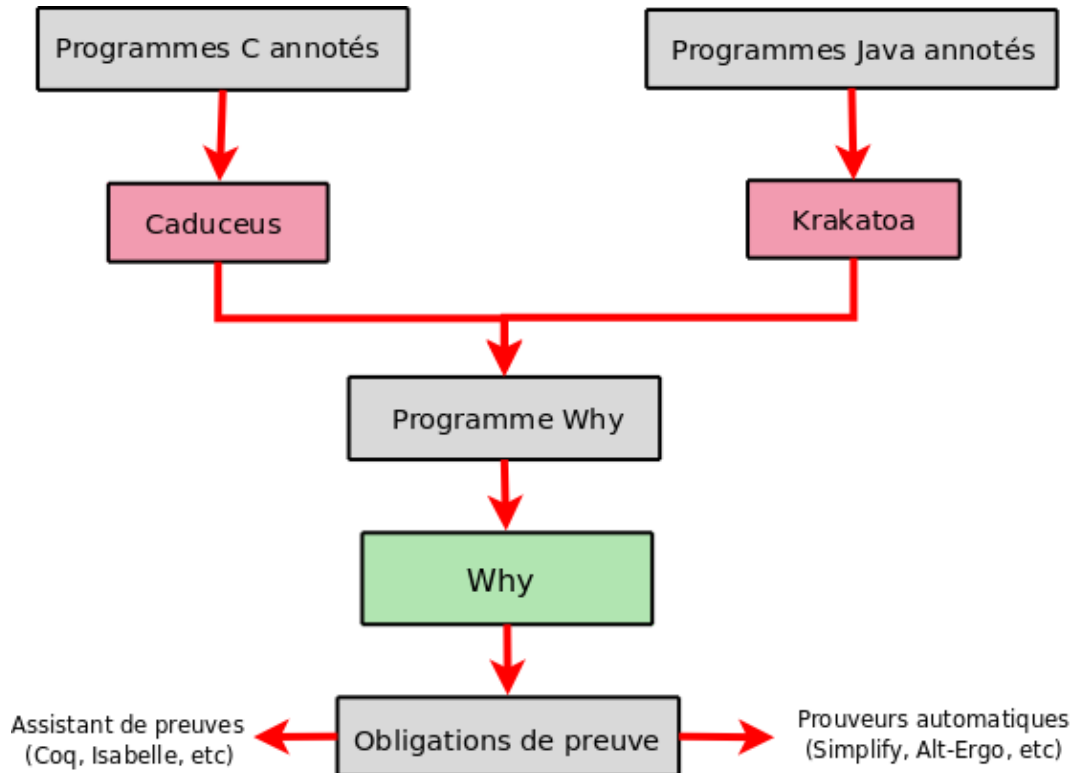 Programmes C annotés
Programmes Java annotés
Caduceus
Krakatoa
Programme Why
Why
Obligations de preuve
Assistant de preuves
(Coq, Isabelle, etc)
Prouveurs automatiques
(Simplify, Alt-Ergo, etc)